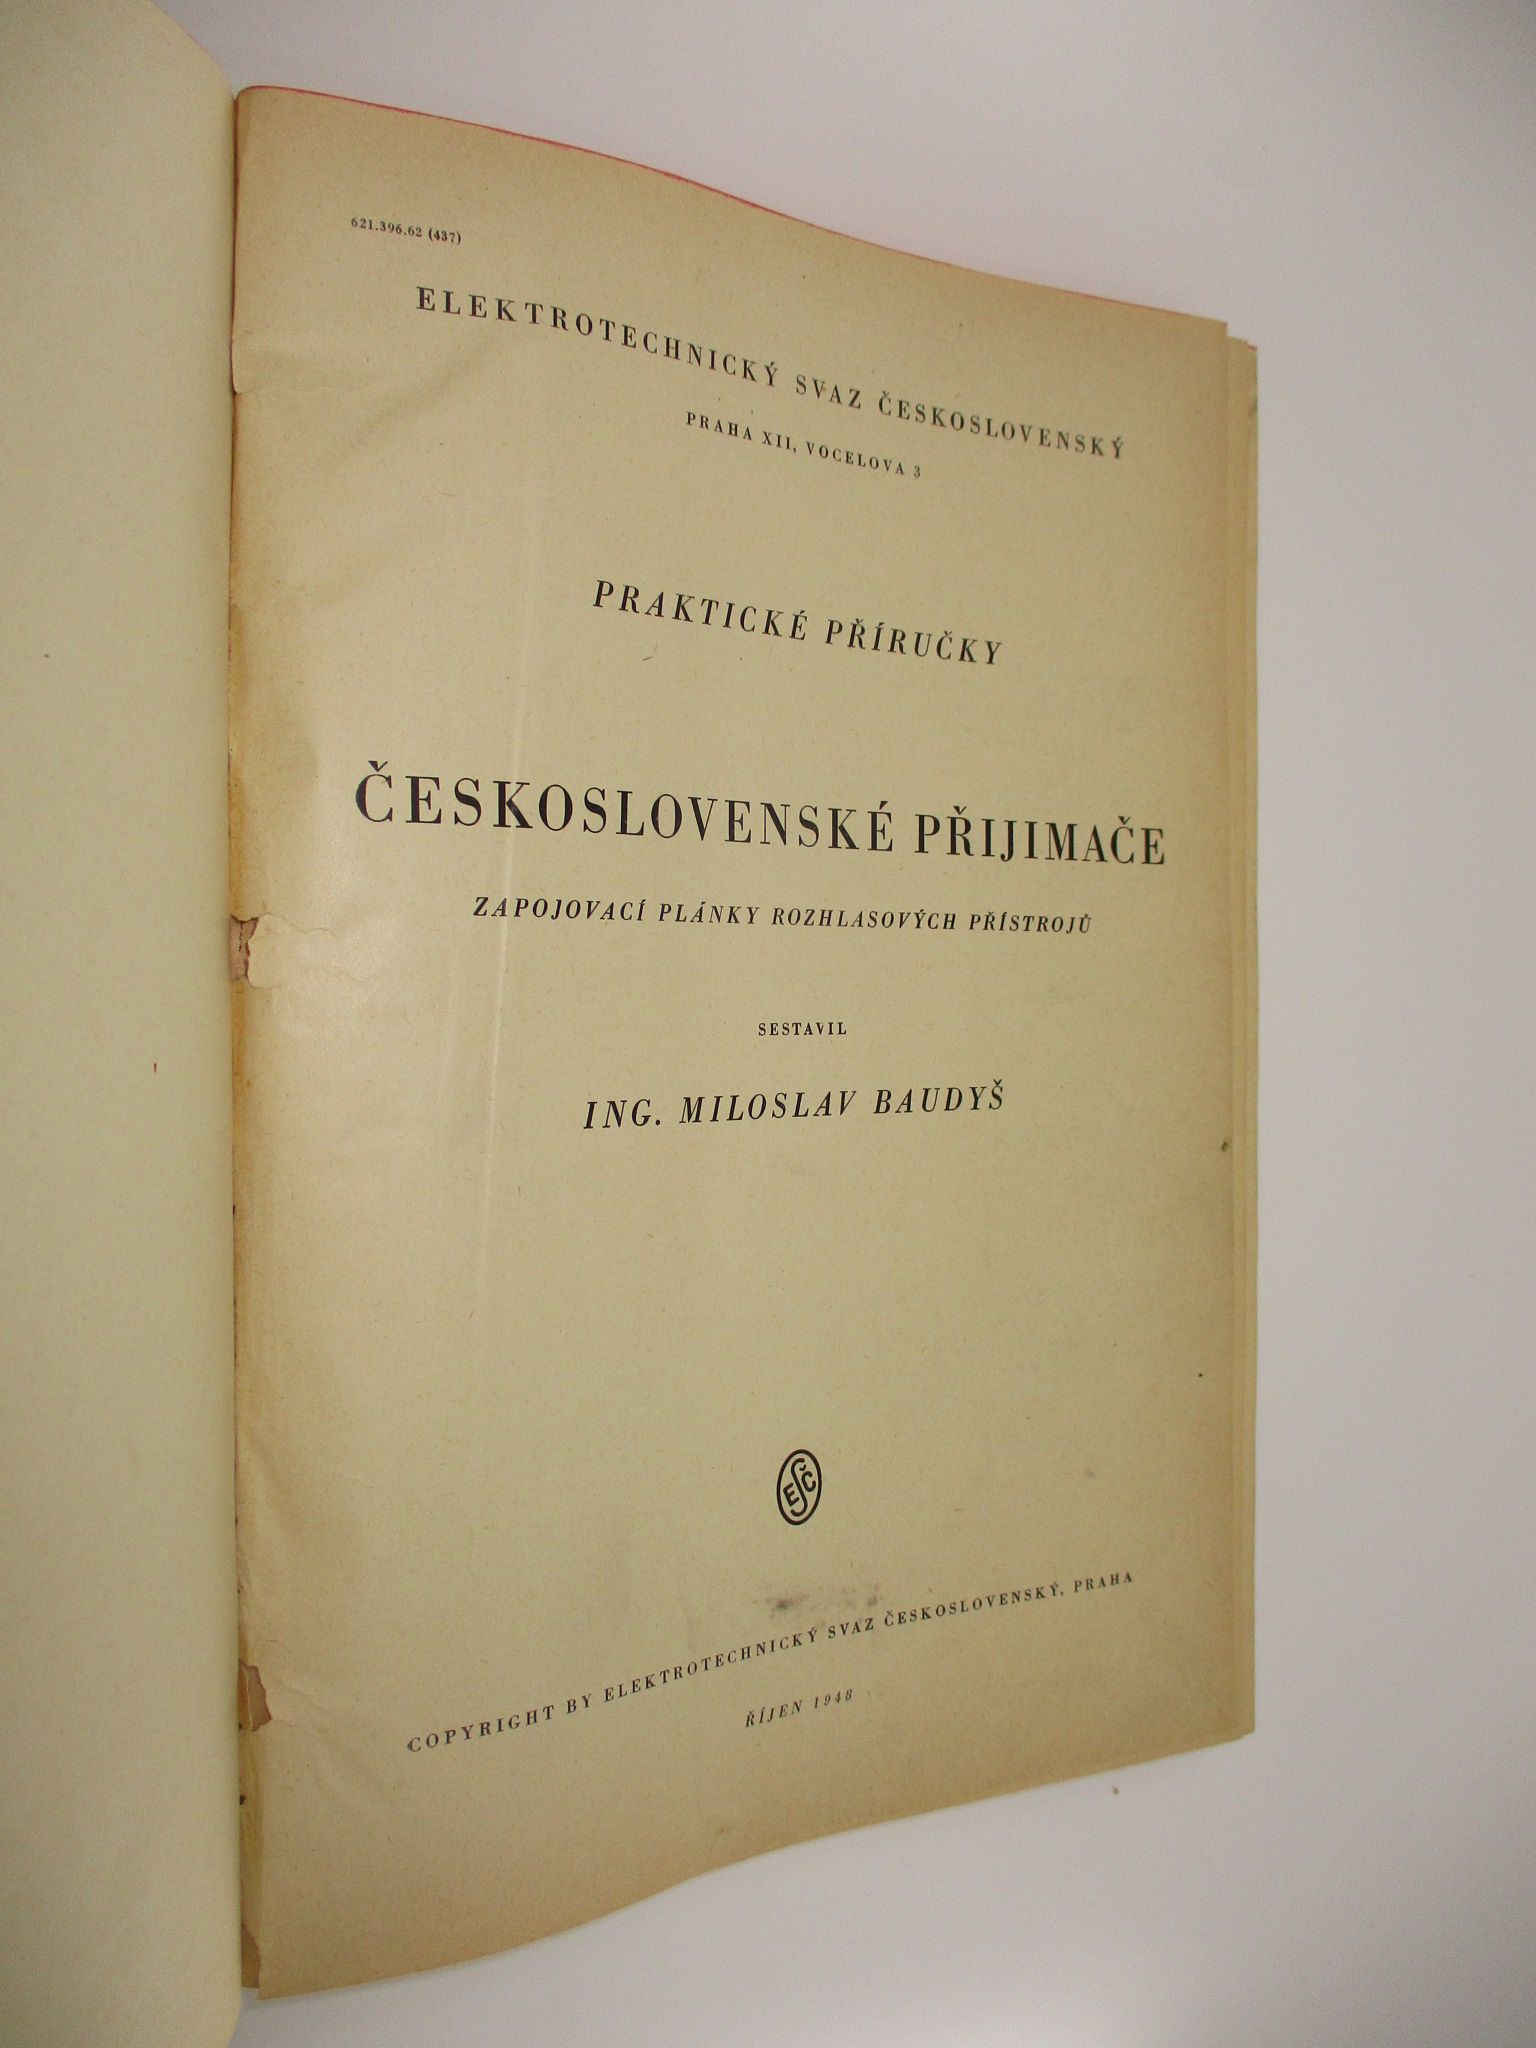 621.396.62 (437)
ELEKTROTECHNICKÝ SVAZ ČESKOSLOVENSKÝ
PRAHA XII, VOCELOVA 3
PRAKTICKÉ PŘÍRUČKY
ČESKOSLOVENSKÉ PŘIJIMAČE
ZAPOJOVACÍ PLÁNKY ROZHLASOVÝCH PŘÍSTROJŮ
SESTAVIL
ING. MILOSLAV BAUDYŠ
EŠČ
COPYRIGHT BY ELEKTROTECHNICKÝ SVAZ ČESKOSLOVENSKÝ, PRAHA
ŘÍJEN 1948